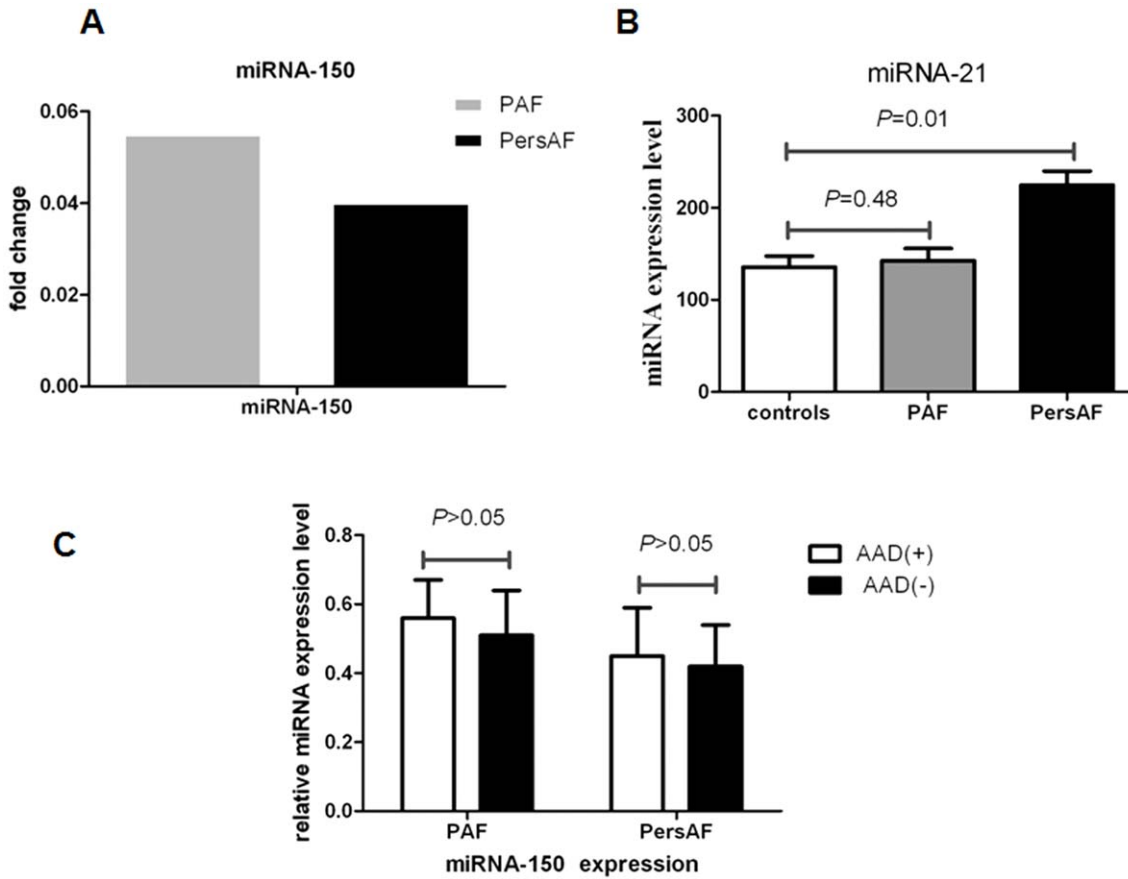 A
miRNA-150
fold change
0.06
0.04
0.02
0.00
miRNA-150
PAF
PersAF
B
miRNA-21
miRNA expression level
300
200
100
0
P=0.01
P=0.48
controls PAF PersAF
C
relative miRNA expression level
0.8
0.6
0.4
0.2
0.0
P>0.05
P>0.05
AAD(+)
AAD(-)
PAF PersAF
miRNA-150 expression